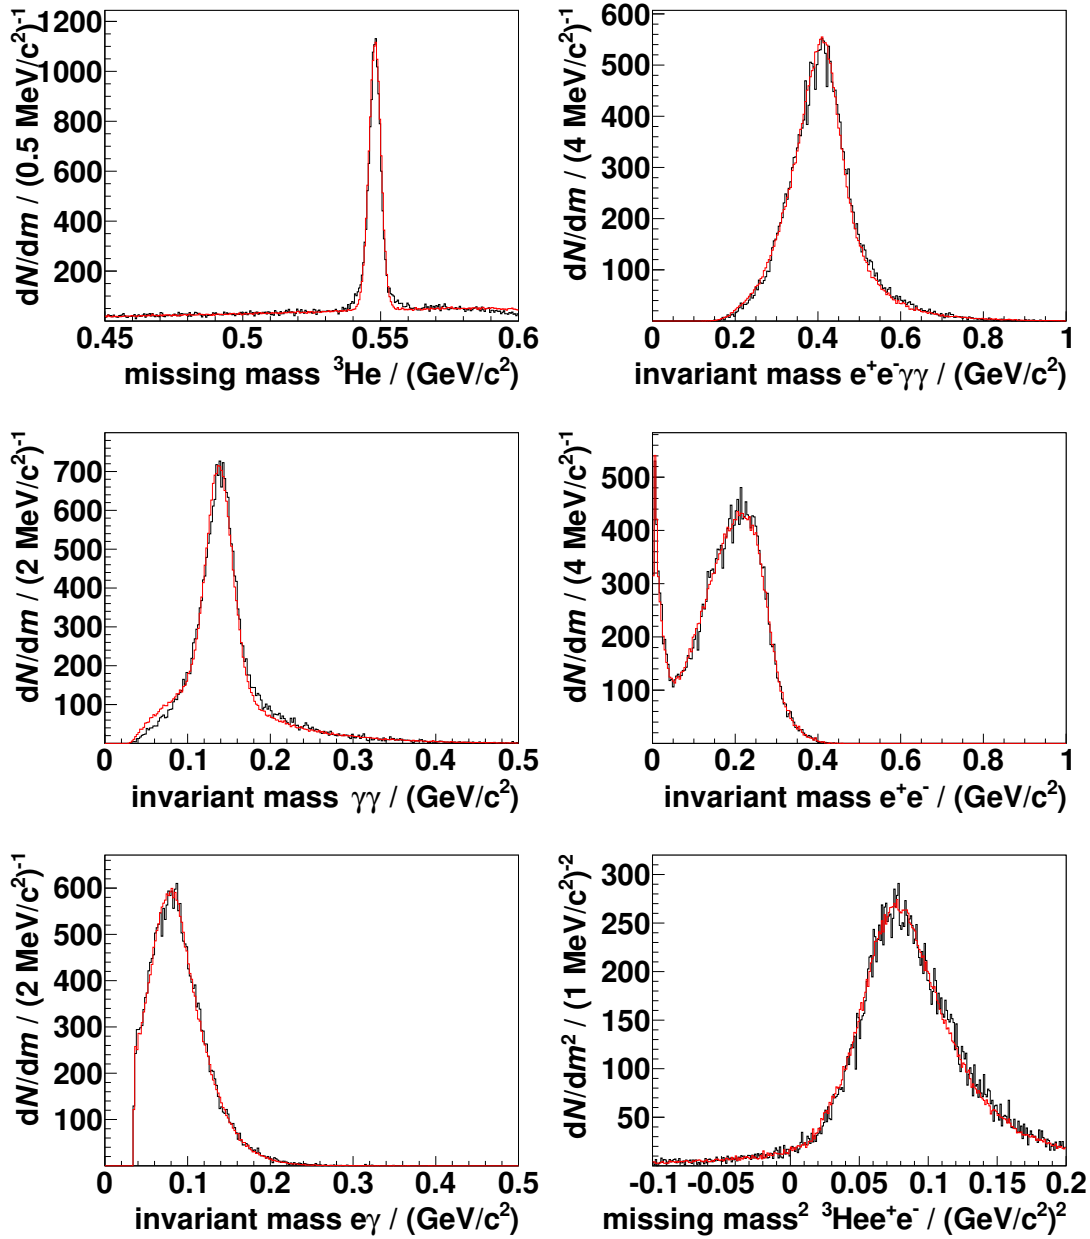 dN/dm / (0.5 MeV/c²)⁻¹
1200
1000
800
600
400
200
0.45 0.5 0.55 0.6
missing mass ³He / (GeV/c²)
dN/dm / (4 MeV/c²)⁻¹
600
500
400
300
200
100
0 0.2 0.4 0.6 0.8 1
invariant mass e⁺e⁻γγ / (GeV/c²)
dN/dm / (2 MeV/c²)⁻¹
700
600
500
400
300
200
100
0 0.1 0.2 0.3 0.4 0.5
invariant mass γγ / (GeV/c²)
dN/dm / (4 MeV/c²)⁻¹
500
400
300
200
100
0 0.2 0.4 0.6 0.8 1
invariant mass e⁺e⁻ / (GeV/c²)
dN/dm / (2 MeV/c²)⁻¹
600
500
400
300
200
100
0 0.1 0.2 0.3 0.4 0.5
invariant mass eγ / (GeV/c²)
dN/dm² / (1 MeV/c²)⁻²
300
250
200
150
100
50
-0.1 -0.05 0 0.05 0.1 0.15 0.2
missing mass² ³Hee⁺e⁻ / (GeV/c²)²